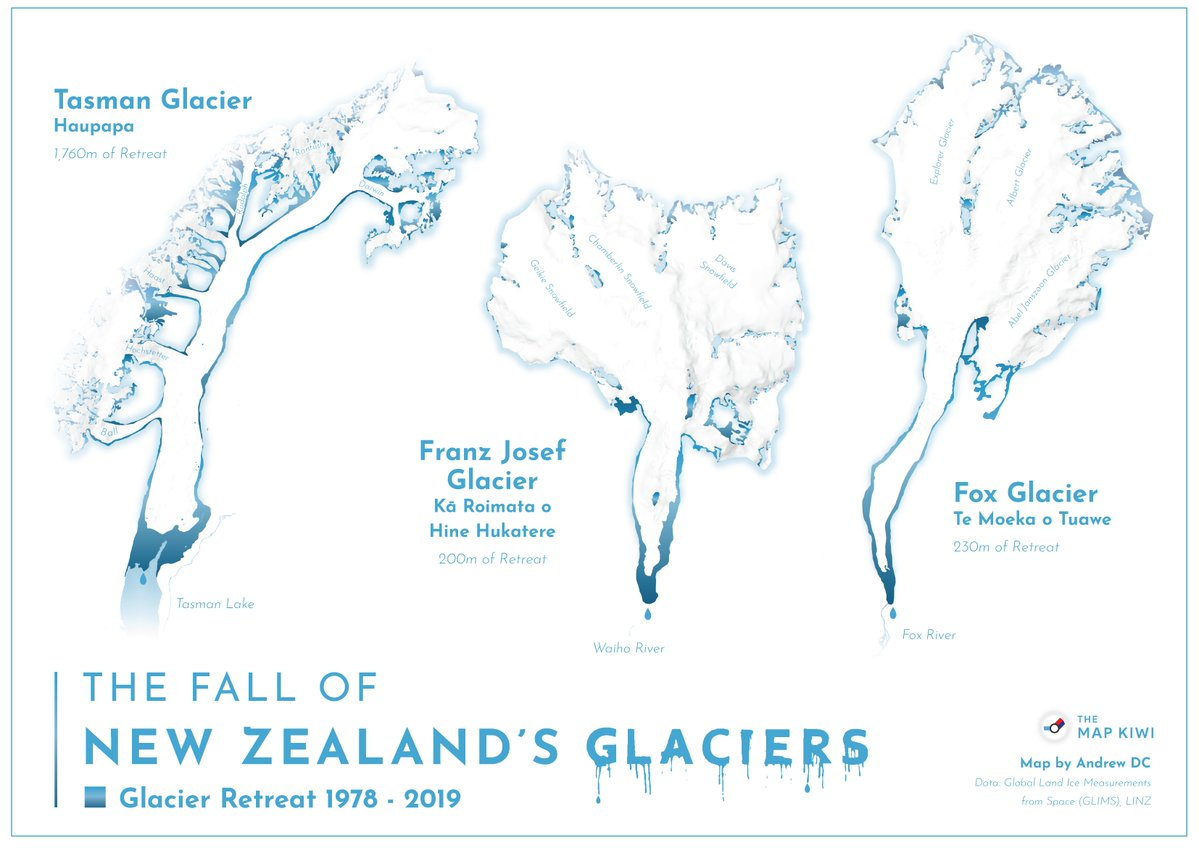 Tasman Glacier
Haupapa
1,760m of Retreat
Rudolph
Darwin
Haast
Hochstetter
Ball
Tasman Lake
Geikie Snowfield
Chamberlin Snowfield
Davis
Snowfield
Franz Josef
Glacier
Kā Roimata o
Hine Hukatere
200m of Retreat
Waiho River
Explorer Glacier
Albert Glacier
Abel Janszoon Glacier
Fox Glacier
Te Moeka o Tuawe
230m of Retreat
Fox River
THE FALL OF
NEW ZEALAND'S GLACIERS
Glacier Retreat 1978 - 2019
THE
MAP KIWI
Map by Andrew DC
Data: Global Land Ice Measurements
from Space (GLIMS), LINZ